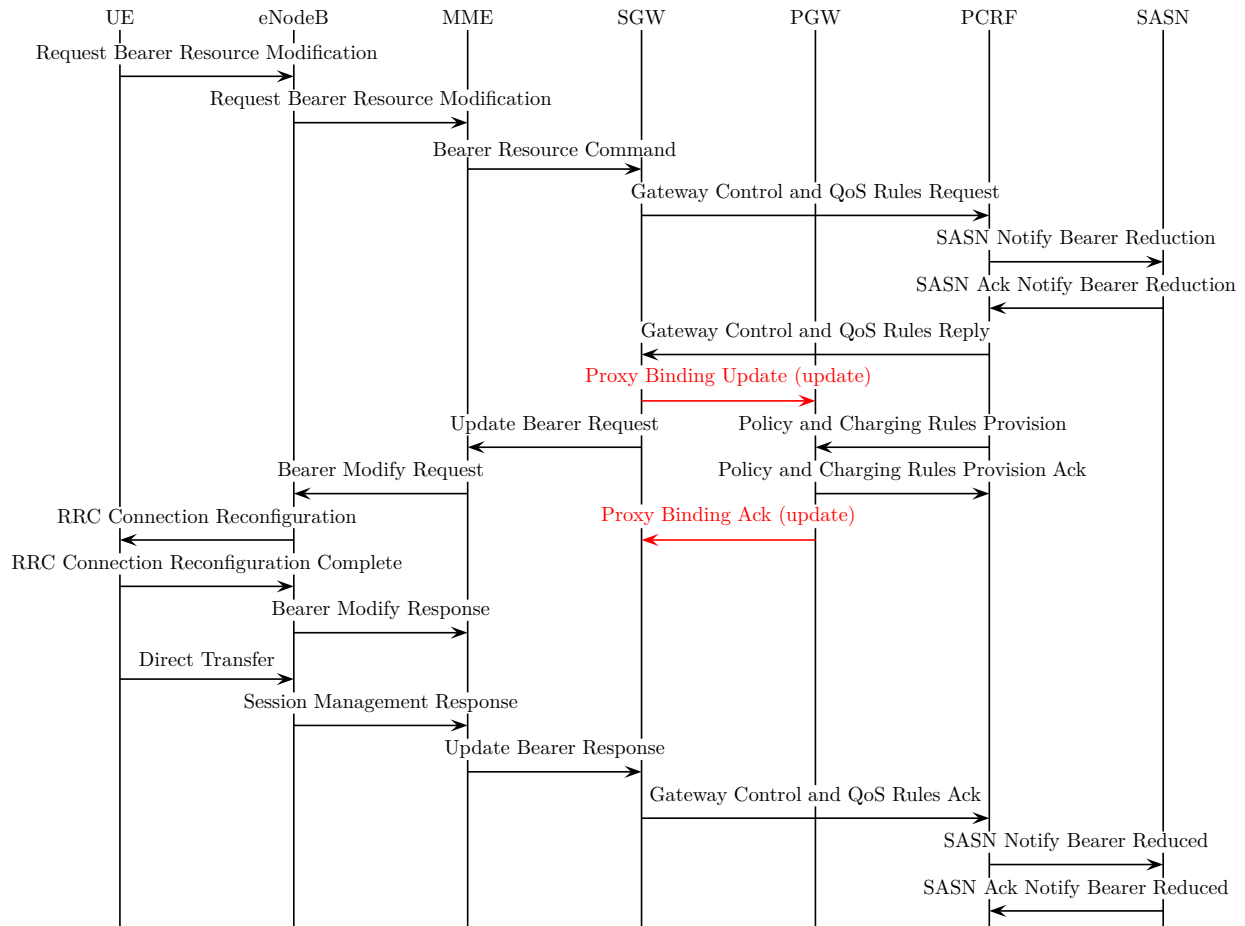 UE eNodeB MME SGW PGW PCRF SASN
Request Bearer Resource Modification
Request Bearer Resource Modification
Bearer Resource Command
Gateway Control and QoS Rules Request
SASN Notify Bearer Reduction
SASN Ack Notify Bearer Reduction
Gateway Control and QoS Rules Reply
Proxy Binding Update (update)
Update Bearer Request Policy and Charging Rules Provision
Bearer Modify Request Policy and Charging Rules Provision Ack
RRC Connection Reconfiguration Proxy Binding Ack (update)
RRC Connection Reconfiguration Complete
Bearer Modify Response
Direct Transfer
Session Management Response
Update Bearer Response
Gateway Control and QoS Rules Ack
SASN Notify Bearer Reduced
SASN Ack Notify Bearer Reduced